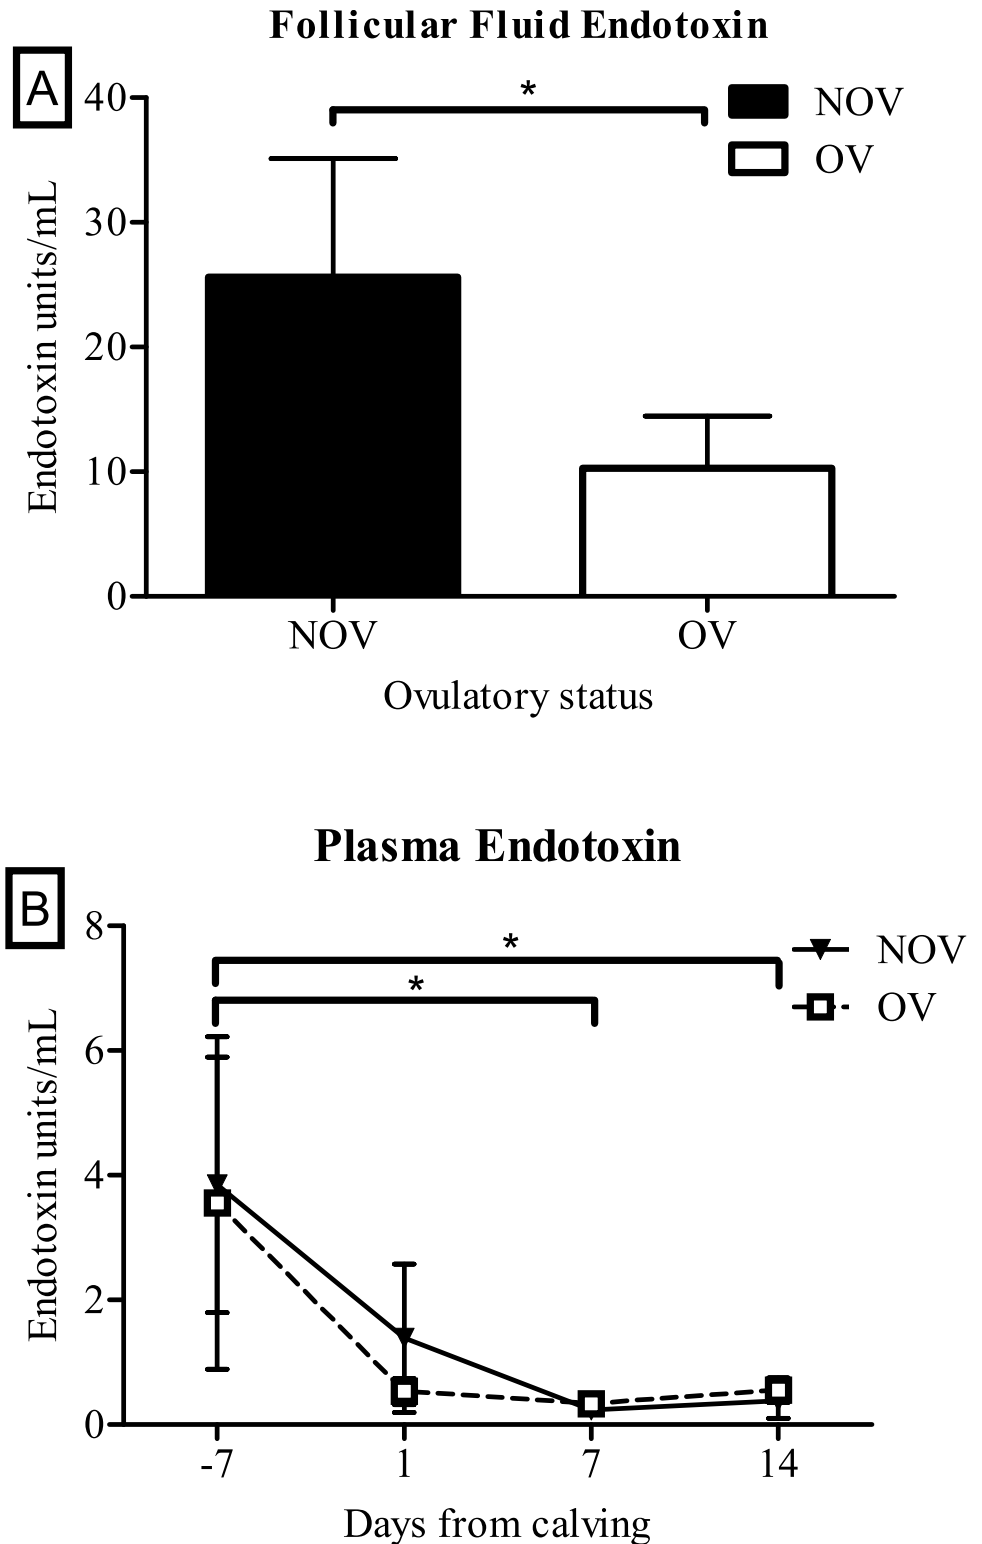 Follicular Fluid Endotoxin
A
*
NOV
OV
Endotoxin units/mL
40
30
20
10
0
NOV OV
Ovulatory status
Plasma Endotoxin
B
*
*
NOV
OV
Endotoxin units/mL
8
6
4
2
0
-7 1 7 14
Days from calving